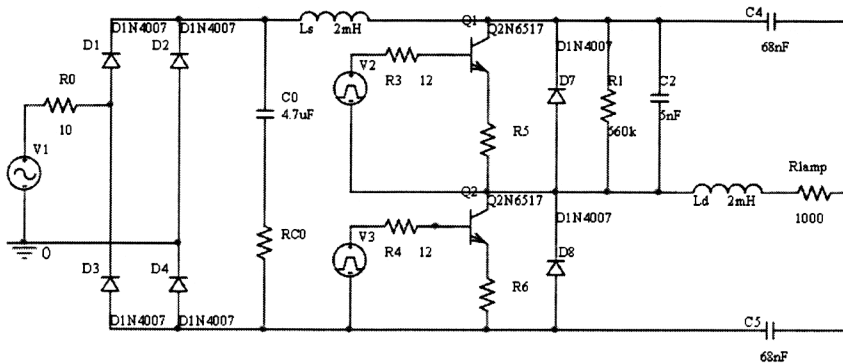 D1N4007
D1N4007
Ls
2mH
Q1
Q2N6517
C4
68nF
D1
D2
D1N4007
R0
10
V1
C0
4.7uF
V2
R3
12
D7
R1
560k
C2
5nF
R5
Q2
Q2N6517
Ld
2mH
Rlamp
1000
0
RC0
V3
R4
12
D1N4007
D8
D3
D4
R6
D1N4007
D1N4007
C5
68nF